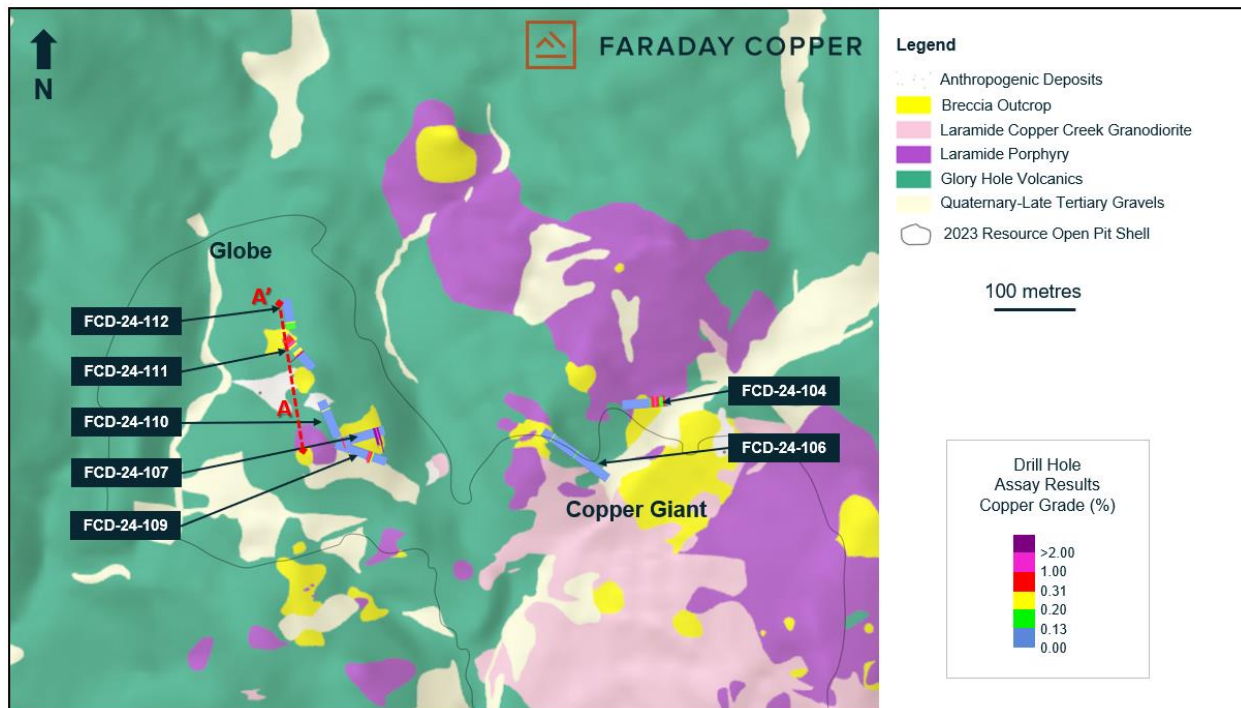 N
FARADAY COPPER
Globe
A'
A
FCD-24-112
FCD-24-111
FCD-24-110
FCD-24-107
FCD-24-109
FCD-24-104
FCD-24-106
Copper Giant
Legend
Anthropogenic Deposits
Breccia Outcrop
Laramide Copper Creek Granodiorite
Laramide Porphyry
Glory Hole Volcanics
Quaternary-Late Tertiary Gravels
2023 Resource Open Pit Shell
100 metres
Drill Hole
Assay Results
Copper Grade (%)
>2.00
1.00
0.31
0.20
0.13
0.00